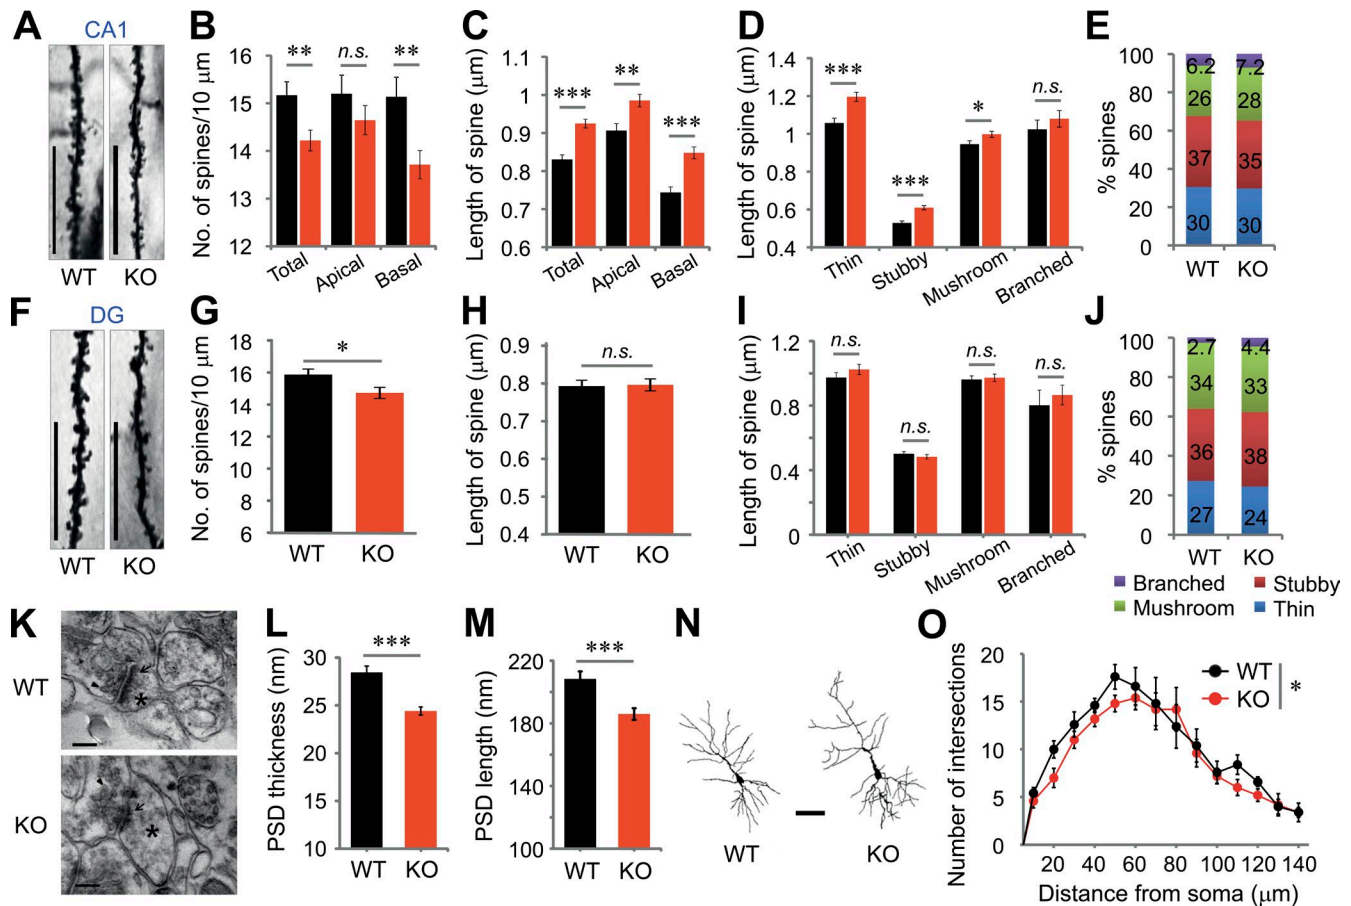 A
CA1
WT
KO
B
No. of spines/10 μm
16
15
14
13
12
**
n.s.
**
Total
Apical
Basal
C
Length of spine (μm)
1.1
1
0.9
0.8
0.7
0.6
***
**
***
Total
Apical
Basal
D
Length of spine (μm)
1.4
1.2
1
0.8
0.6
0.4
***
***
*
n.s.
Thin
Stubby
Mushroom
Branched
E
% spines
100
80
60
40
20
0
6.2
7.2
26
28
37
35
30
30
WT
KO
F
DG
WT
KO
G
No. of spines/10 μm
18
16
14
12
10
8
6
*
WT
KO
H
Length of spine (μm)
0.9
0.8
0.7
0.6
0.5
0.4
n.s.
WT
KO
I
Length of spine (μm)
1.2
0.8
0.4
0
n.s.
n.s.
n.s.
n.s.
Thin
Stubby
Mushroom
Branched
J
% spines
100
80
60
40
20
0
2.7
4.4
34
33
36
38
27
24
WT
KO
Branched
Stubby
Mushroom
Thin
K
WT
*
KO
*
L
PSD thickness (nm)
30
25
20
15
10
***
WT
KO
M
PSD length (nm)
220
180
140
100
***
WT
KO
N
WT
KO
O
Number of intersections
20
15
10
5
0
WT
KO
*
20
40
60
80
100
120
140
Distance from soma (μm)